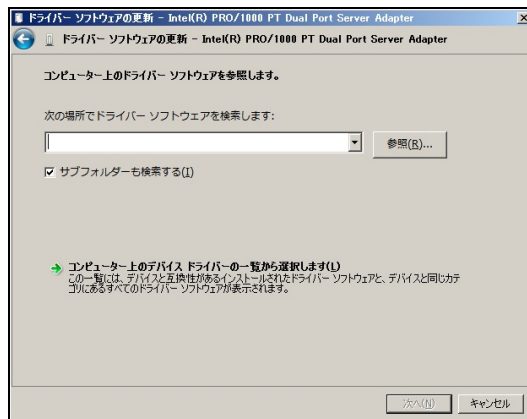 ドライバー ソフトウェアの更新 - Intel(R) PRO/1000 PT Dual Port Server Adapter
ドライバー ソフトウェアの更新 - Intel(R) PRO/1000 PT Dual Port Server Adapter
コンピューター上のドライバー ソフトウェアを参照します。
次の場所でドライバー ソフトウェアを検索します:
参照(R)...
サブフォルダーも検索する(I)
コンピューター上のデバイス ドライバーの一覧から選択します(L)
この一覧には、デバイスと互換性があるインストールされたドライバー ソフトウェアと、デバイスと同じカテ
ゴリにあるすべてのドライバー ソフトウェアが表示されます。
次へ(N)
キャンセル